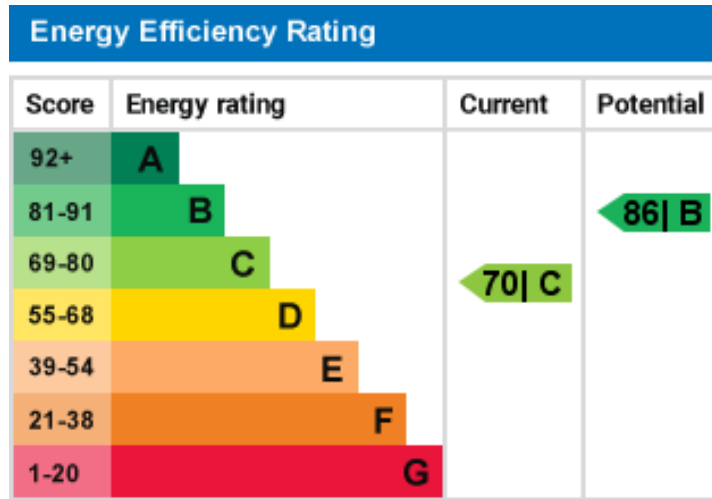 Energy Efficiency Rating
Score Energy rating Current Potential
92+ A
81-91 B 86| B
69-80 C 70| C
55-68 D
39-54 E
21-38 F
1-20 G